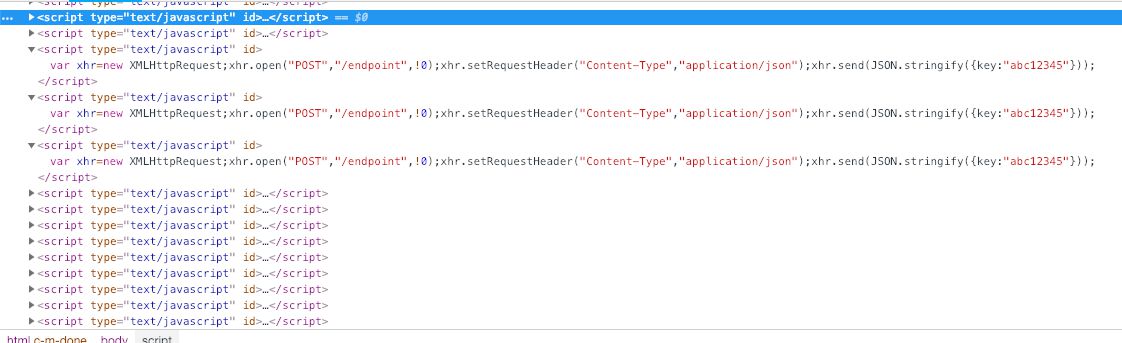 <script type="text/javascript" id>…</script> == $0
<script type="text/javascript" id>…</script>
<script type="text/javascript" id>
var xhr=new XMLHttpRequest;xhr.open("POST","/endpoint",!0);xhr.setRequestHeader("Content-Type","application/json");xhr.send(JSON.stringify({key:"abc12345"}));
</script>
<script type="text/javascript" id>
var xhr=new XMLHttpRequest;xhr.open("POST","/endpoint",!0);xhr.setRequestHeader("Content-Type","application/json");xhr.send(JSON.stringify({key:"abc12345"}));
</script>
<script type="text/javascript" id>
var xhr=new XMLHttpRequest;xhr.open("POST","/endpoint",!0);xhr.setRequestHeader("Content-Type","application/json");xhr.send(JSON.stringify({key:"abc12345"}));
</script>
<script type="text/javascript" id>…</script>
<script type="text/javascript" id>…</script>
<script type="text/javascript" id>…</script>
<script type="text/javascript" id>…</script>
<script type="text/javascript" id>…</script>
<script type="text/javascript" id>…</script>
<script type="text/javascript" id>…</script>
<script type="text/javascript" id>…</script>
<script type="text/javascript" id>…</script>
html.c-m-done body script